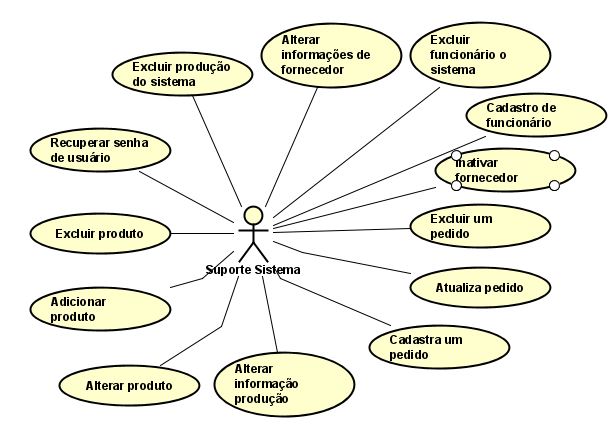 Alterar
informações de
fornecedor
Excluir
funcionário o
sistema
Excluir produção
do sistema
Cadastro de
funcionário
Recuperar senha
de usuário
Inativar
fornecedor
Excluir um
pedido
Excluir produto
Suporte Sistema
Atualiza pedido
Adicionar
produto
Cadastra um
pedido
Alterar produto
Alterar
informação
produção